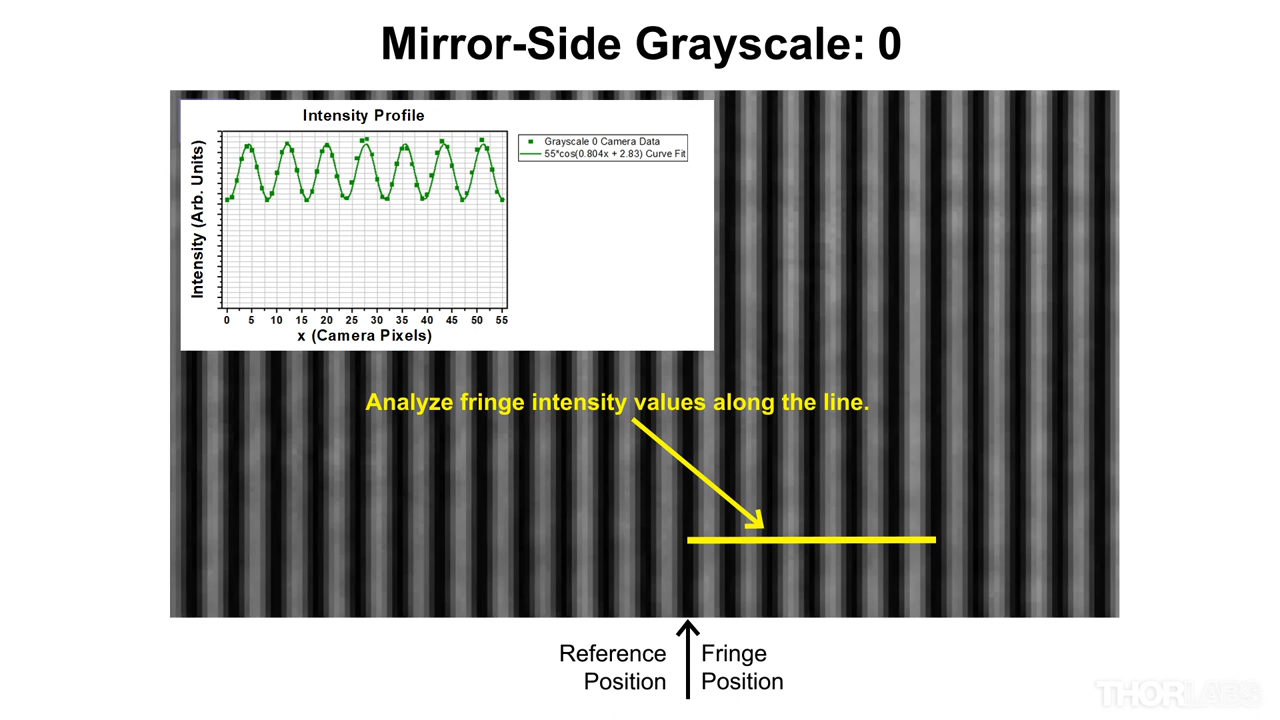 Mirror-Side Grayscale: 0
Intensity Profile
Grayscale 0 Camera Data
55*cos(0.804x + 2.83) Curve Fit
Intensity (Arb. Units)
0 5 10 15 20 25 30 35 40 45 50 55
x (Camera Pixels)
Analyze fringe intensity values along the line.
Reference Position
Fringe Position
THORLABS